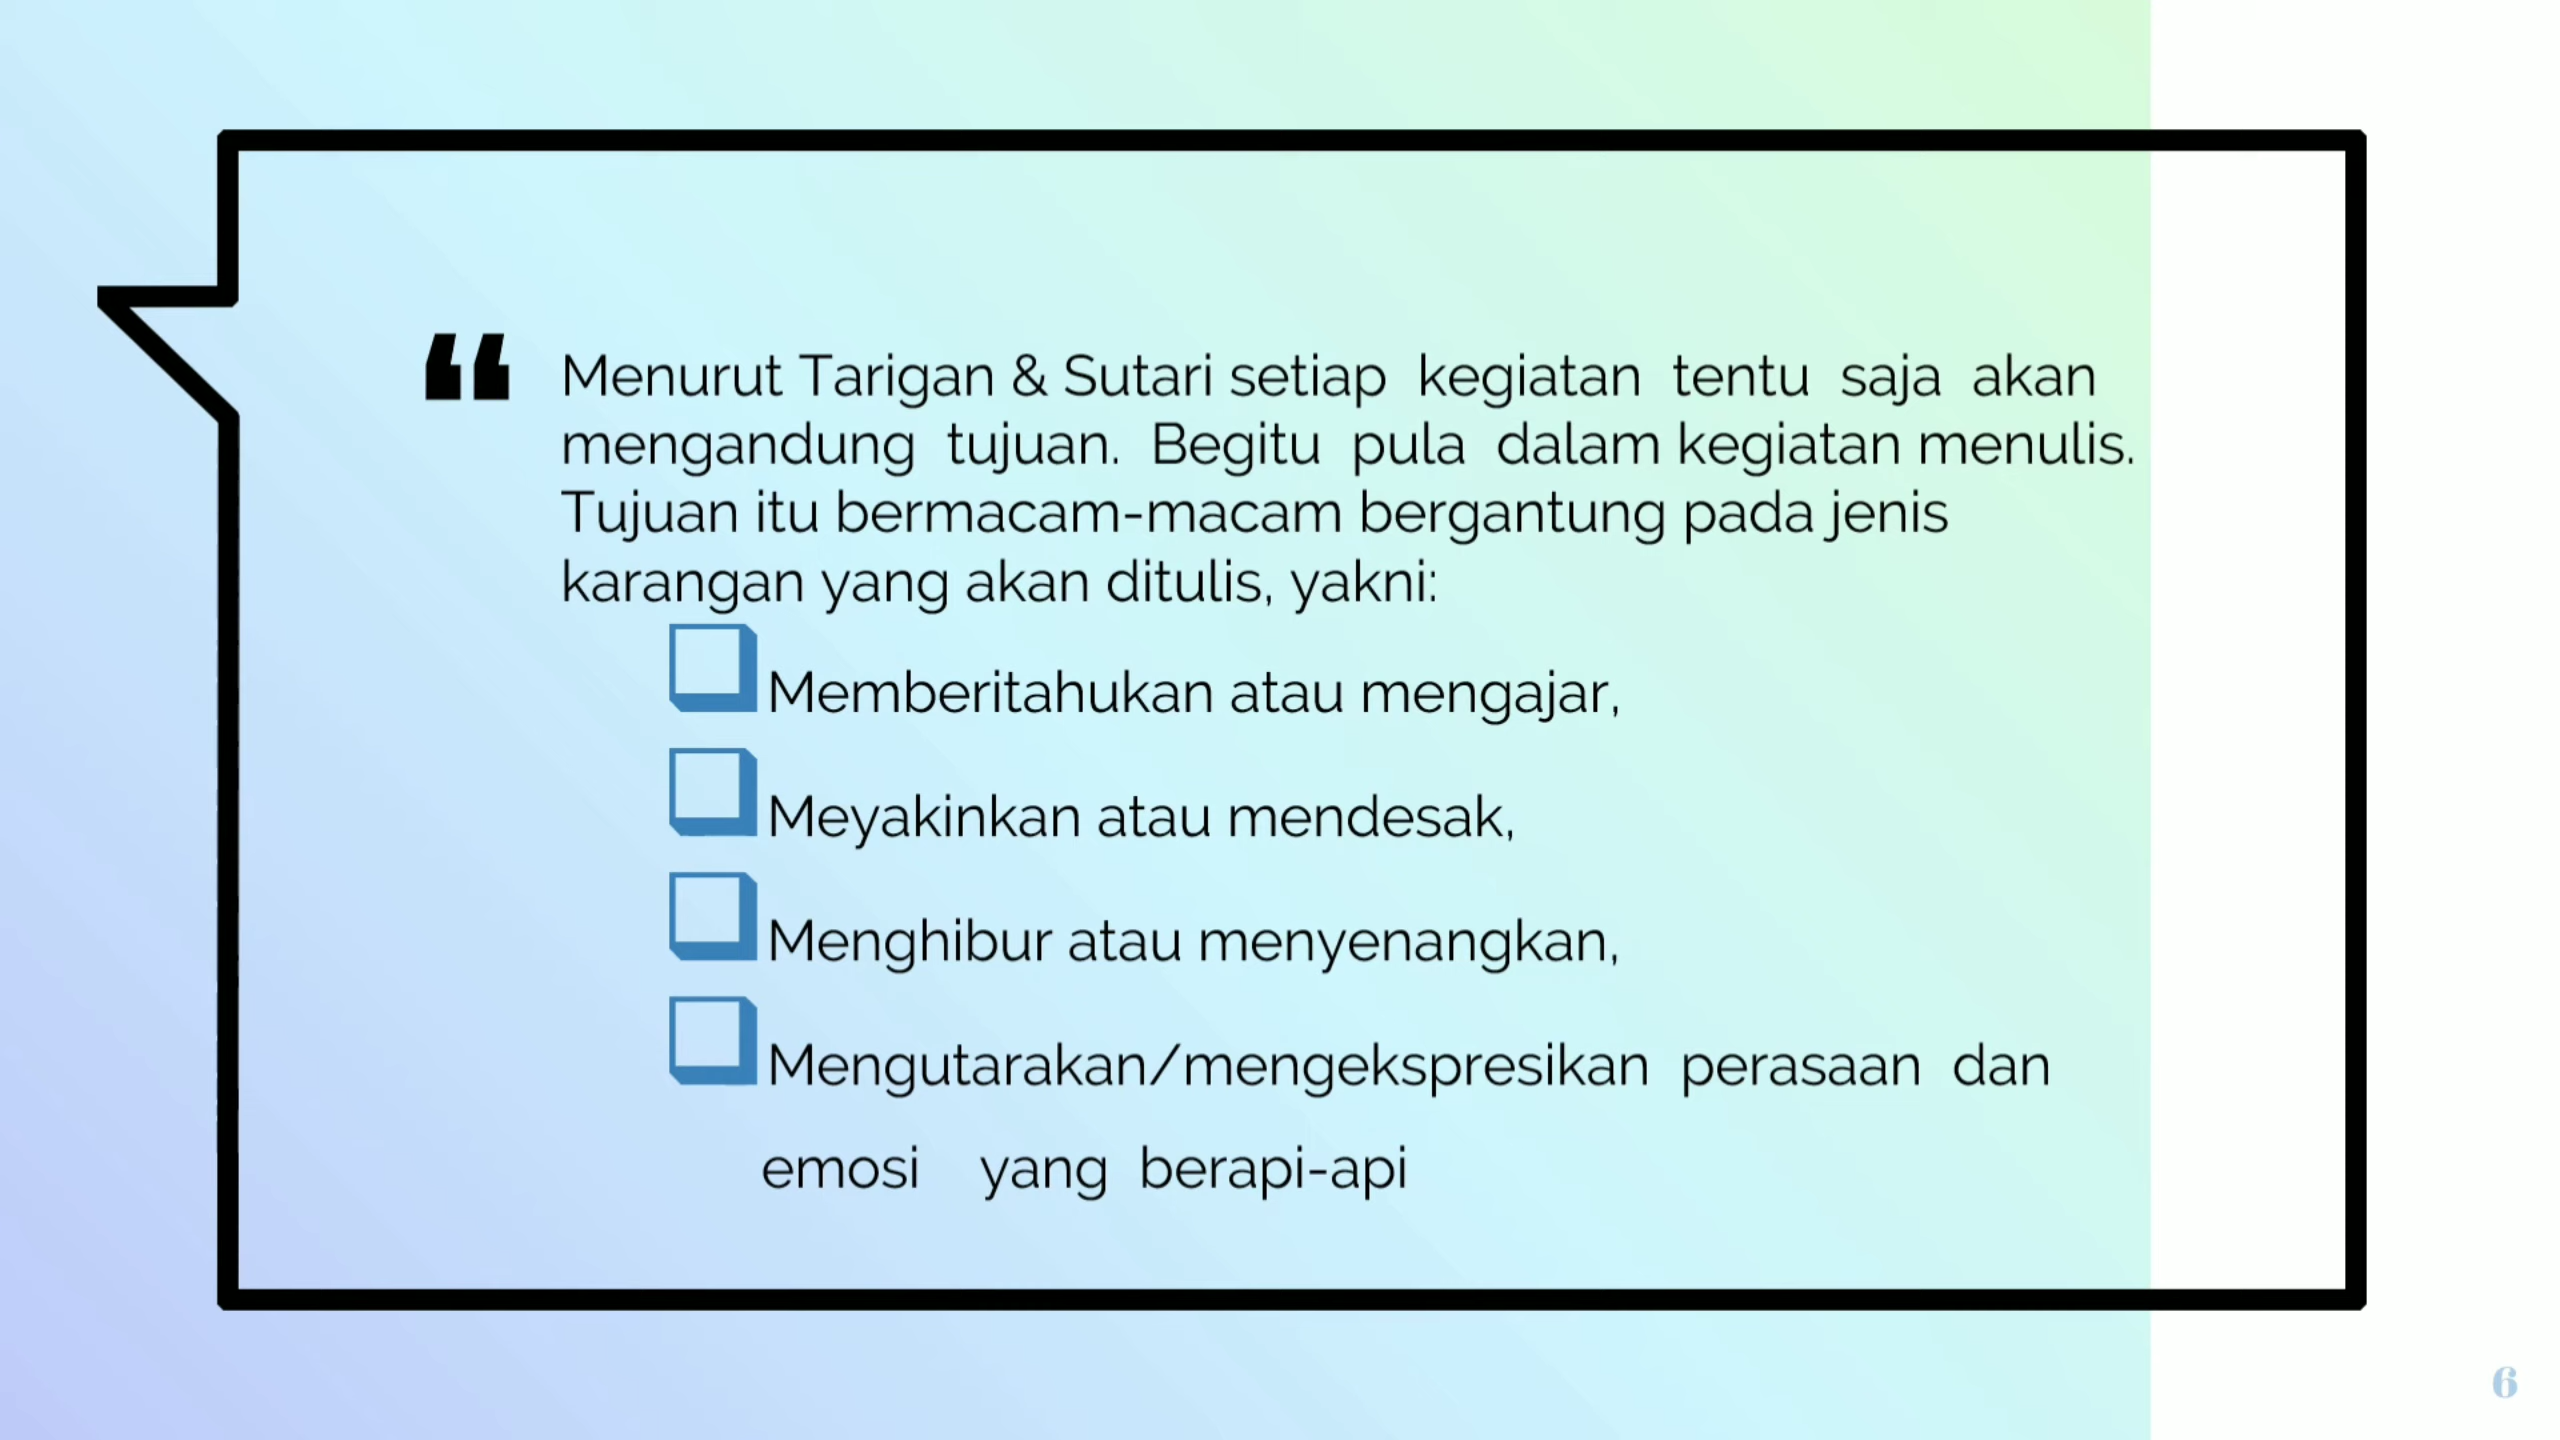 “
Menurut Tarigan & Sutari setiap kegiatan tentu saja akan
mengandung tujuan. Begitu pula dalam kegiatan menulis.
Tujuan itu bermacam-macam bergantung pada jenis
karangan yang akan ditulis, yakni:
Memberitahukan atau mengajar,
Meyakinkan atau mendesak,
Menghibur atau menyenangkan,
Mengutarakan/mengekspresikan perasaan dan
emosi yang berapi-api
6